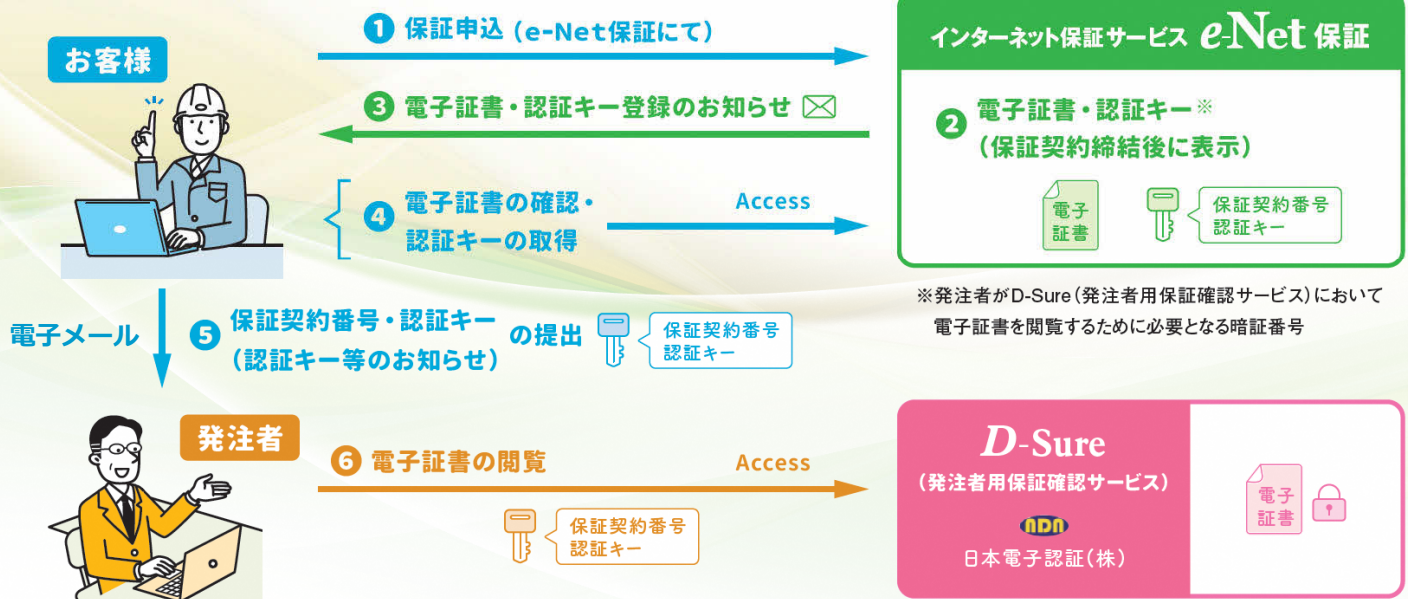 お客様
❶ 保証申込（e-Net保証にて）
インターネット保証サービス e-Net 保証
❷ 電子証書・認証キー※
（保証契約締結後に表示）
電子
証書
保証契約番号
認証キー
❸ 電子証書・認証キー登録のお知らせ
❹ 電子証書の確認・
認証キーの取得
Access
※発注者がD-Sure（発注者用保証確認サービス）において
電子証書を閲覧するために必要となる暗証番号
電子メール
❺ 保証契約番号・認証キー
（認証キー等のお知らせ）
の提出
保証契約番号
認証キー
発注者
❻ 電子証書の閲覧
Access
保証契約番号
認証キー
D-Sure
（発注者用保証確認サービス）
NDN
日本電子認証（株）
電子
証書